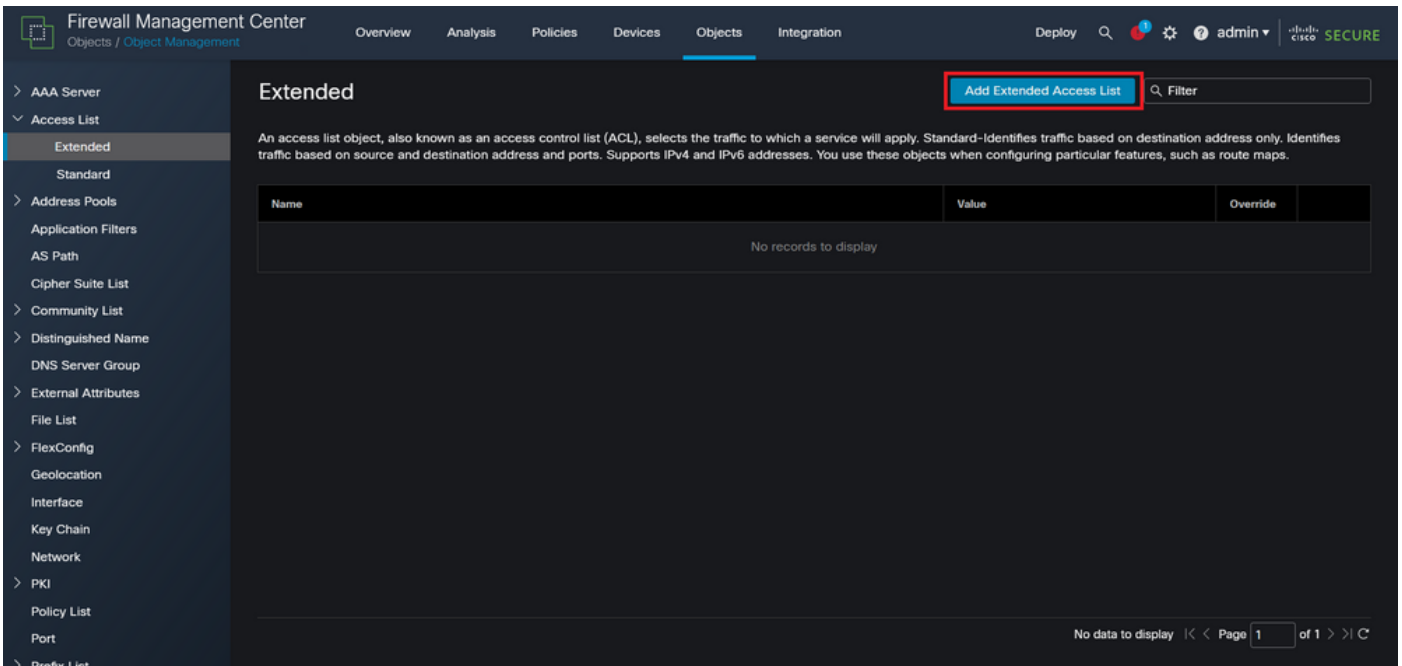 Firewall Management Center
Objects / Object Management
Overview Analysis Policies Devices Objects Integration
Deploy 1 admin cisco SECURE
AAA Server
Access List
Extended
Standard
Address Pools
Application Filters
AS Path
Cipher Suite List
Community List
Distinguished Name
DNS Server Group
External Attributes
File List
FlexConfig
Geolocation
Interface
Key Chain
Network
PKI
Policy List
Port
Prefix List
Extended
Add Extended Access List
Filter
An access list object, also known as an access control list (ACL), selects the traffic to which a service will apply. Standard-Identifies traffic based on destination address only. Identifies
traffic based on source and destination address and ports. Supports IPv4 and IPv6 addresses. You use these objects when configuring particular features, such as route maps.
Name Value Override
No records to display
No data to display |< < Page 1 of 1 > >|